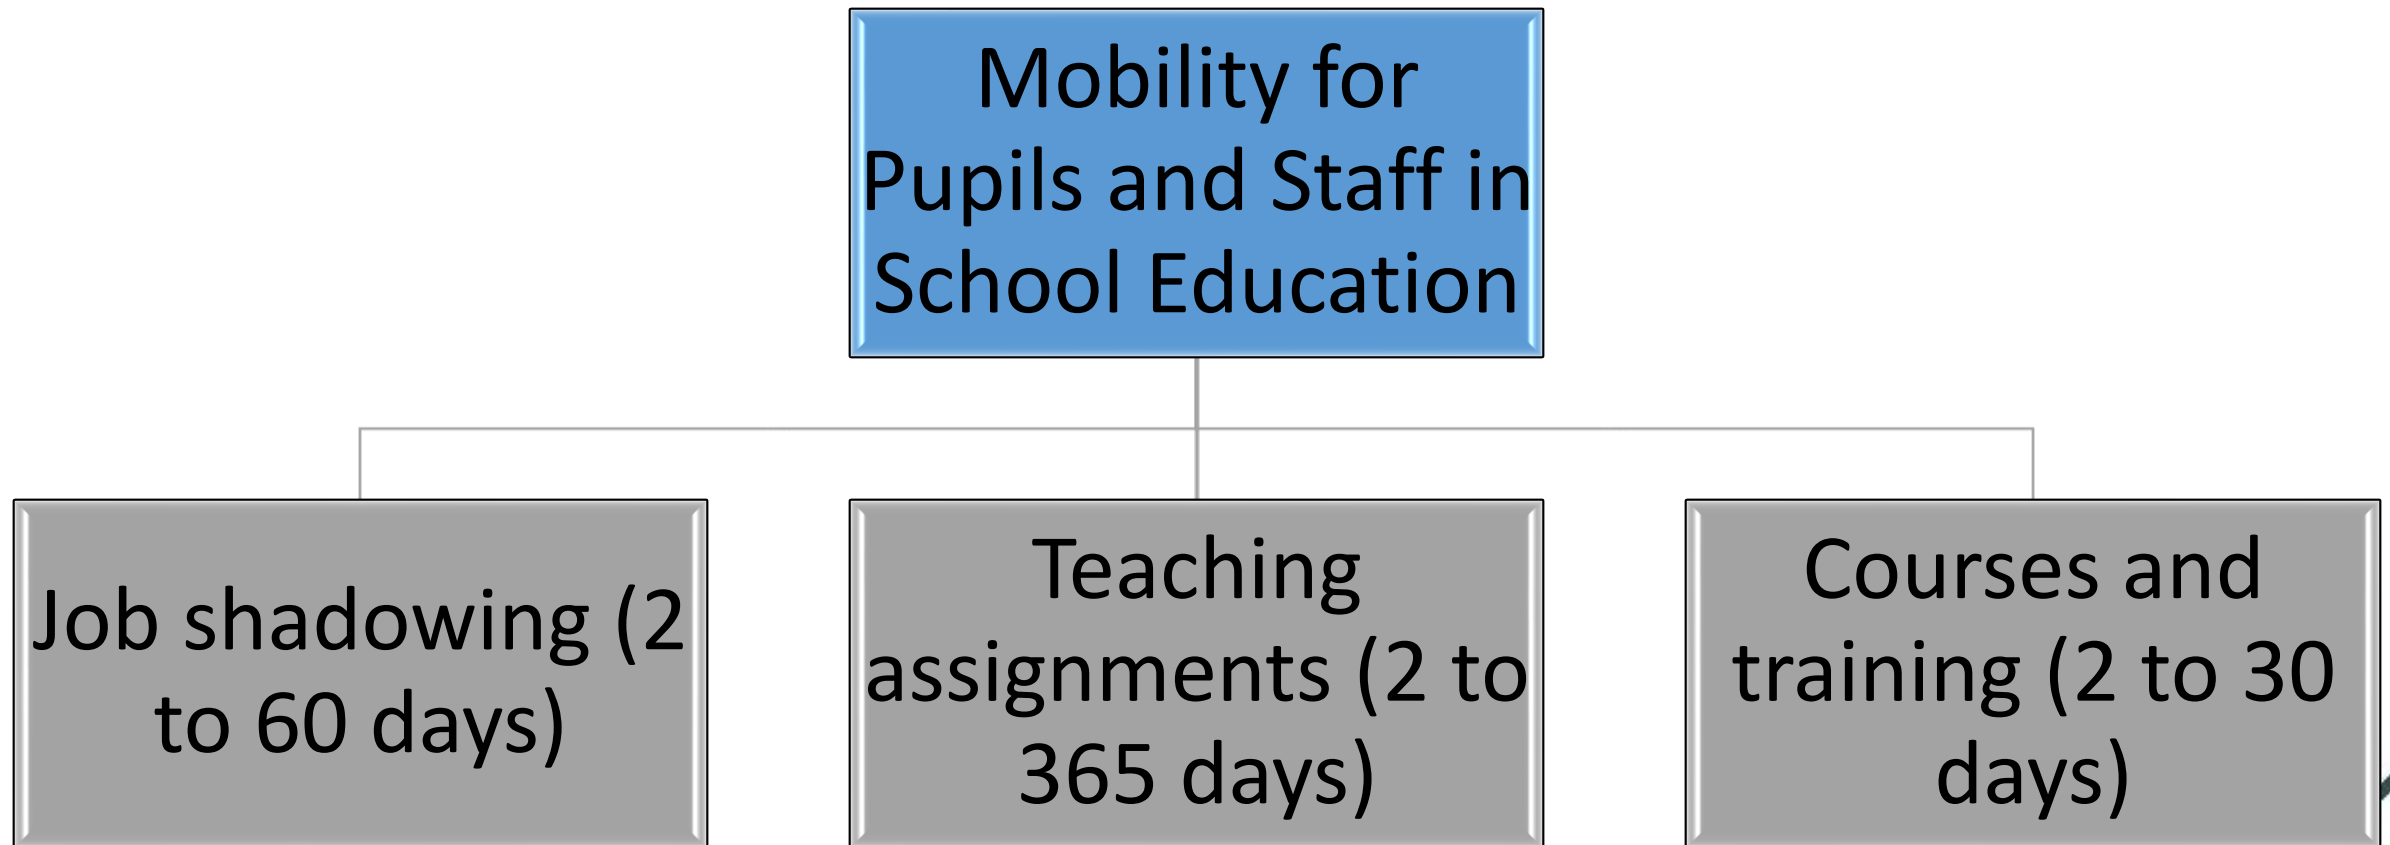 Mobility for
Pupils and Staff in
School Education
Job shadowing (2
to 60 days)
Teaching
assignments (2 to
365 days)
Courses and
training (2 to 30
days)